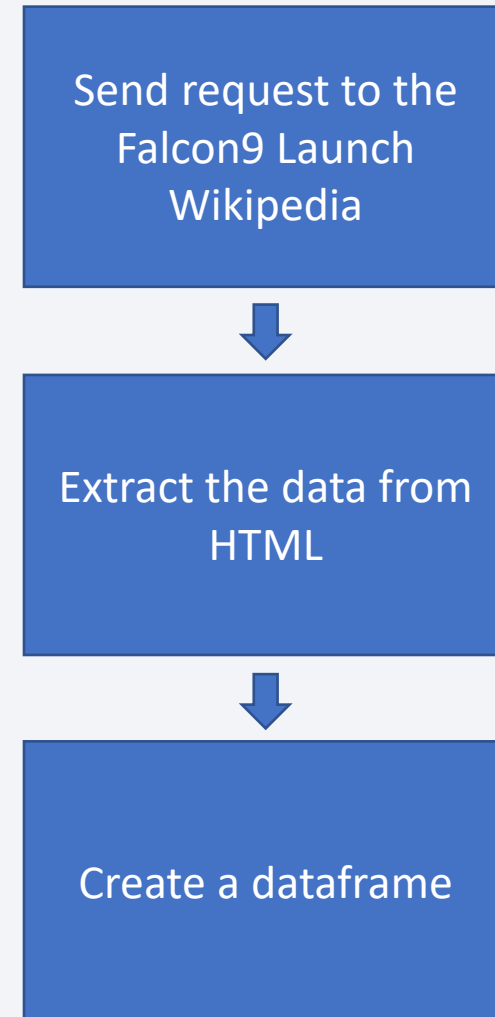 Send request to the
Falcon9 Launch
Wikipedia
Extract the data from
HTML
Create a dataframe